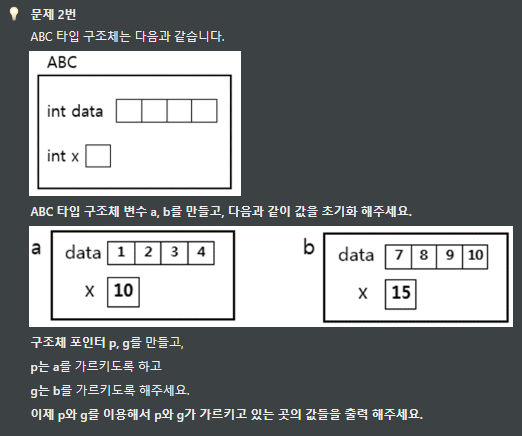 문제 2번
ABC 타입 구조체는 다음과 같습니다.
ABC
int data
int x
ABC 타입 구조체 변수 a, b를 만들고, 다음과 같이 값을 초기화 해주세요.
a data 1 2 3 4
x 10
b data 7 8 9 10
x 15
구조체 포인터 p, g를 만들고,
p는 a를 가르키도록 하고
g는 b를 가르키도록 해주세요.
이제 p와 g를 이용해서 p와 g가 가르키고 있는 곳의 값들을 출력 해주세요.